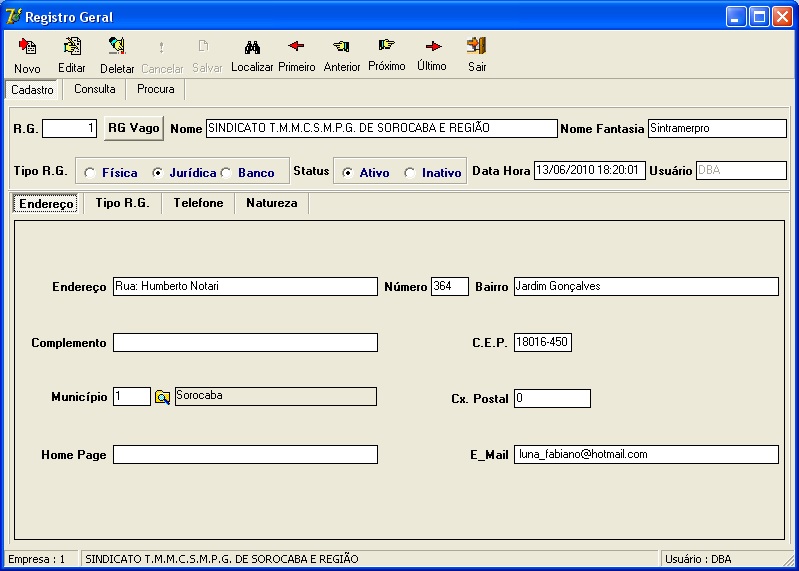 Registro Geral
Novo Editar Deletar Cancelar Salvar Localizar Primeiro Anterior Próximo Último Sair
Cadastro Consulta Procura
R.G. 1 RG Vago Nome SINDICATO T.M.M.C.S.M.P.G. DE SOROCABA E REGIÃO Nome Fantasia Sintramerpro
Tipo R.G. Física Jurídica Banco Status Ativo Inativo Data Hora 13/06/2010 18:20:01 Usuário DBA
Endereço Tipo R.G. Telefone Natureza
Endereço Rua: Humberto Notari Número 364 Bairro Jardim Gonçalves
Complemento C.E.P. 18016-450
Município 1 Sorocaba Cx. Postal 0
Home Page E_Mail luna_fabiano@hotmail.com
Empresa : 1 SINDICATO T.M.M.C.S.M.P.G. DE SOROCABA E REGIÃO Usuário : DBA